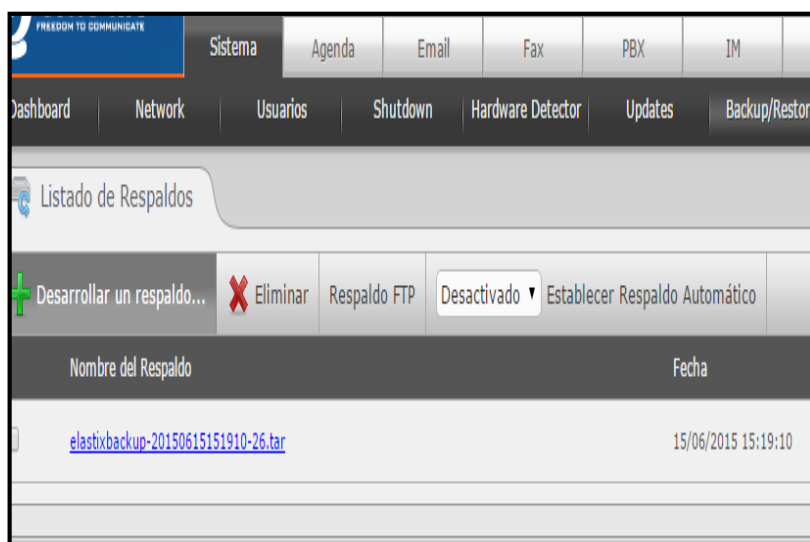 FREEDOM TO COMMUNICATE
Sistema Agenda Email Fax PBX IM
Dashboard Network Usuarios Shutdown Hardware Detector Updates Backup/Restor
Listado de Respaldos
Desarrollar un respaldo... Eliminar Respaldo FTP Desactivado Establecer Respaldo Automático
Nombre del Respaldo Fecha
elastixbackup-20150615151910-26.tar 15/06/2015 15:19:10